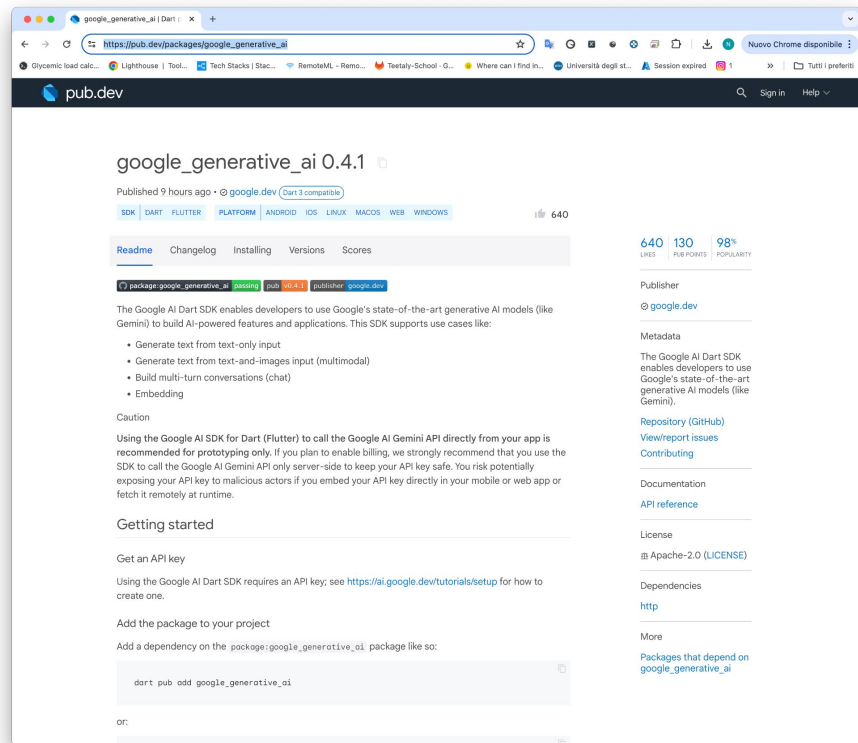 google_generative_ai | Dart p
https://pub.dev/packages/google_generative_ai
Nuovo Chrome disponibile
Glycemic load calc...
Lighthouse | Tool...
Tech Stacks | Stac...
RemoteML - Remo...
Teetaly-School - G...
Where can I find in...
Università degli st...
Session expired
1
»
Tutti i preferiti
pub.dev
Sign in
Help
google_generative_ai 0.4.1
Published 9 hours ago • google.dev Dart 3 compatible
SDK DART FLUTTER PLATFORM ANDROID IOS LINUX MACOS WEB WINDOWS
640
Readme Changelog Installing Versions Scores
package:google_generative_ai passing pub v0.4.1 publisher google.dev
The Google AI Dart SDK enables developers to use Google's state-of-the-art generative AI models (like
Gemini) to build AI-powered features and applications. This SDK supports use cases like:
• Generate text from text-only input
• Generate text from text-and-images input (multimodal)
• Build multi-turn conversations (chat)
• Embedding
Caution
Using the Google AI SDK for Dart (Flutter) to call the Google AI Gemini API directly from your app is
recommended for prototyping only. If you plan to enable billing, we strongly recommend that you use the
SDK to call the Google AI Gemini API only server-side to keep your API key safe. You risk potentially
exposing your API key to malicious actors if you embed your API key directly in your mobile or web app or
fetch it remotely at runtime.
Getting started
Get an API key
Using the Google AI Dart SDK requires an API key; see https://ai.google.dev/tutorials/setup for how to
create one.
Add the package to your project
Add a dependency on the package:google_generative_ai package like so:
dart pub add google_generative_ai
or:
640 130 98%
LIKES PUB POINTS POPULARITY
Publisher
google.dev
Metadata
The Google AI Dart SDK
enables developers to use
Google's state-of-the-art
generative AI models (like
Gemini).
Repository (GitHub)
View/report issues
Contributing
Documentation
API reference
License
Apache-2.0 (LICENSE)
Dependencies
http
More
Packages that depend on
google_generative_ai